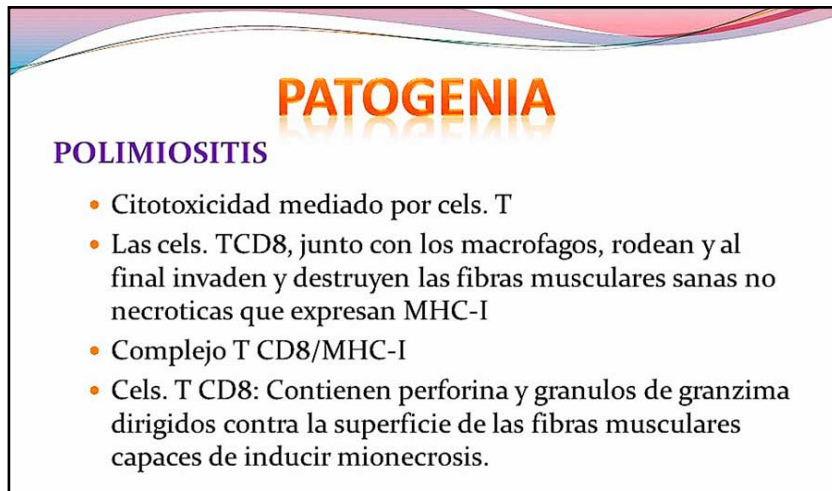 PATOGENIA
POLIMIOSITIS
• Citotoxicidad mediado por cels. T
• Las cels. TCD8, junto con los macrofagos, rodean y al
final invaden y destruyen las fibras musculares sanas no
necroticas que expresan MHC-I
• Complejo T CD8/MHC-I
• Cels. T CD8: Contienen perforina y granulos de granzima
dirigidos contra la superficie de las fibras musculares
capaces de inducir mionecrosis.